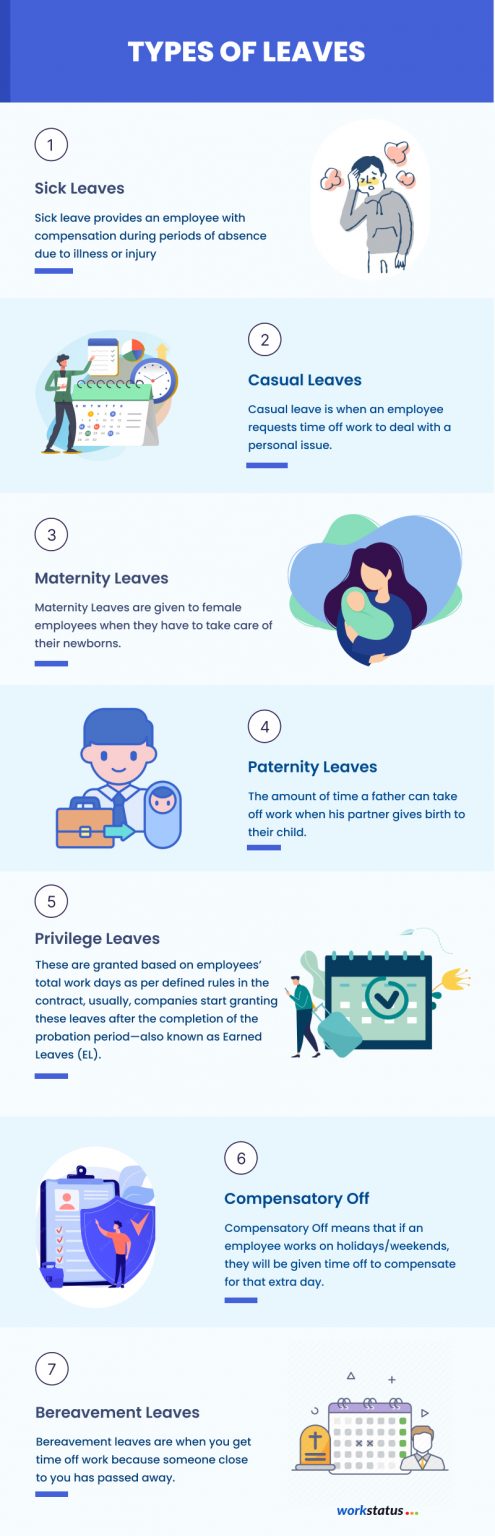 TYPES OF LEAVES
1
Sick Leaves
Sick leave provides an employee with
compensation during periods of absence
due to illness or injury
2
Casual Leaves
Casual leave is when an employee
requests time off work to deal with a
personal issue.
3
Maternity Leaves
Maternity Leaves are given to female
employees when they have to take care of
their newborns.
4
Paternity Leaves
The amount of time a father can take
off work when his partner gives birth to
their child.
5
Privilege Leaves
These are granted based on employees'
total work days as per defined rules in the
contract, usually, companies start granting
these leaves after the completion of the
probation period—also known as Earned
Leaves (EL).
6
Compensatory Off
Compensatory Off means that if an
employee works on holidays/weekends,
they will be given time off to compensate
for that extra day.
7
Bereavement Leaves
Bereavement leaves are when you get
time off work because someone close
to you has passed away.
workstatus...